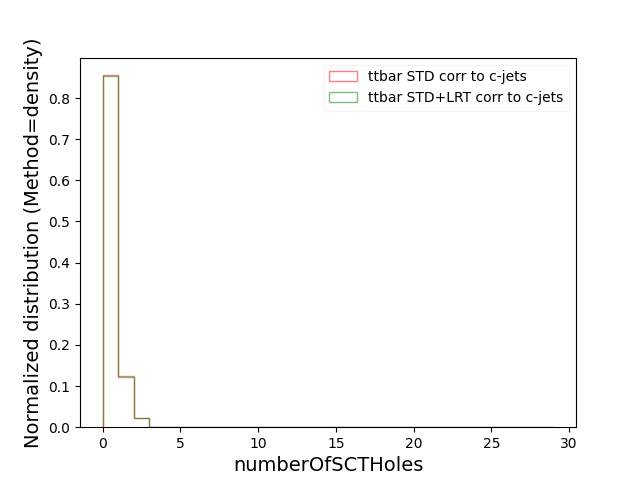 ttbar STD corr to c-jets
ttbar STD+LRT corr to c-jets
Normalized distribution (Method=density)
0.8
0.7
0.6
0.5
0.4
0.3
0.2
0.1
0.0
0 5 10 15 20 25 30
numberOfSCTHoles